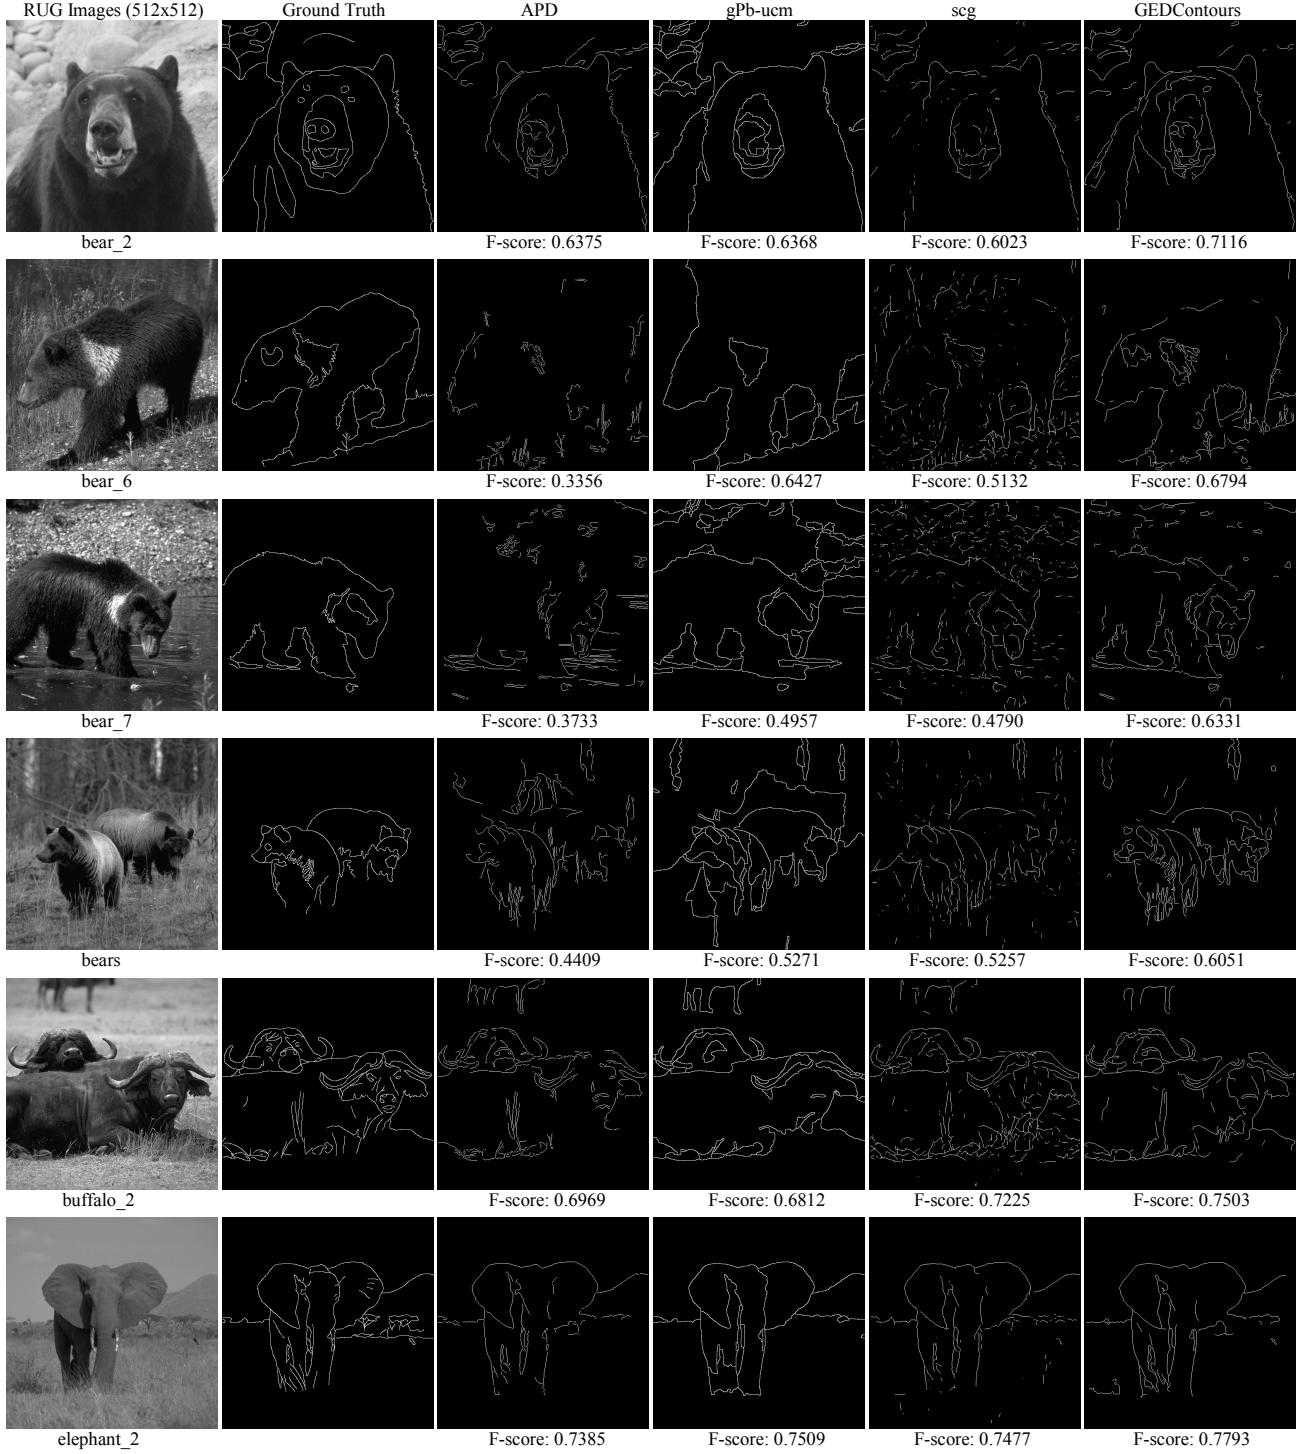 RUG Images (512x512) Ground Truth APD gPb-ucm scg GEDContours
bear_2 F-score: 0.6375 F-score: 0.6368 F-score: 0.6023 F-score: 0.7116
bear_6 F-score: 0.3356 F-score: 0.6427 F-score: 0.5132 F-score: 0.6794
bear_7 F-score: 0.3733 F-score: 0.4957 F-score: 0.4790 F-score: 0.6331
bears F-score: 0.4409 F-score: 0.5271 F-score: 0.5257 F-score: 0.6051
buffalo_2 F-score: 0.6969 F-score: 0.6812 F-score: 0.7225 F-score: 0.7503
elephant_2 F-score: 0.7385 F-score: 0.7509 F-score: 0.7477 F-score: 0.7793